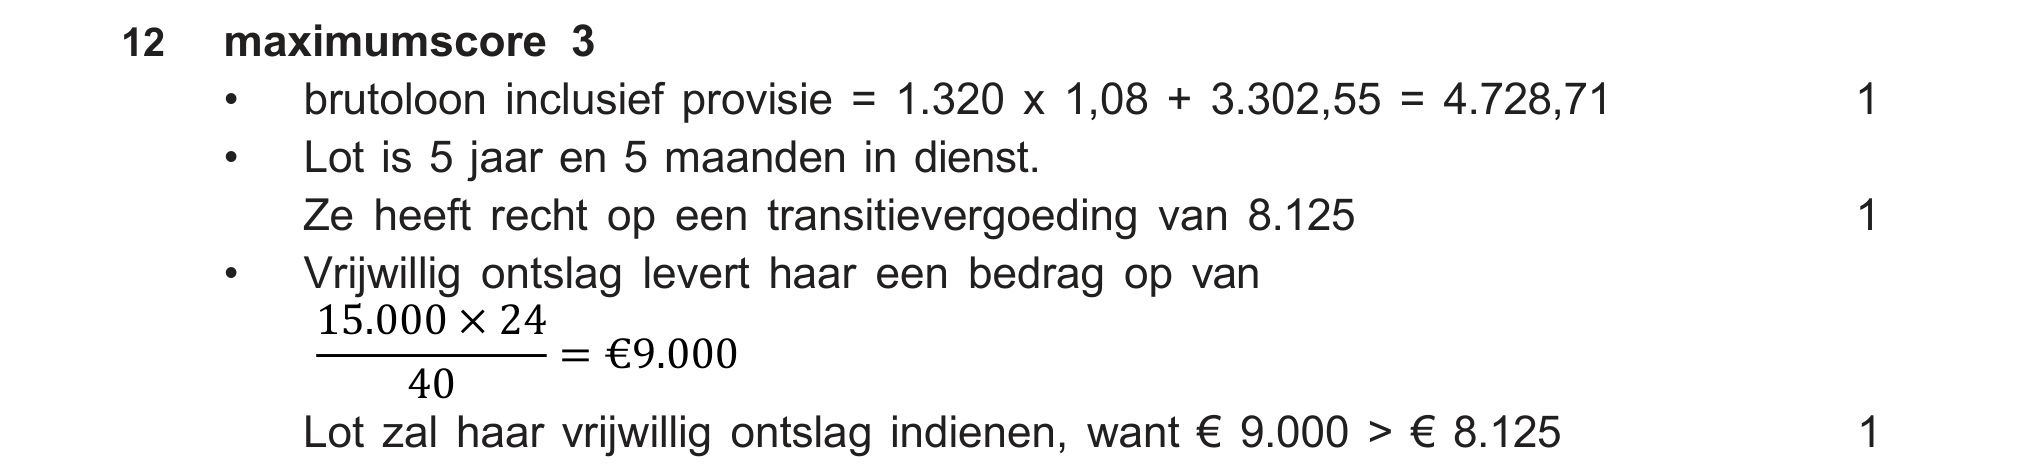 12 maximumscore 3
• brutoloon inclusief provisie = 1.320 x 1,08 + 3.302,55 = 4.728,71 1
• Lot is 5 jaar en 5 maanden in dienst.
Ze heeft recht op een transitievergoeding van 8.125 1
• Vrijwillig ontslag levert haar een bedrag op van
15.000 × 24
40
= €9.000
Lot zal haar vrijwillig ontslag indienen, want € 9.000 > € 8.125 1